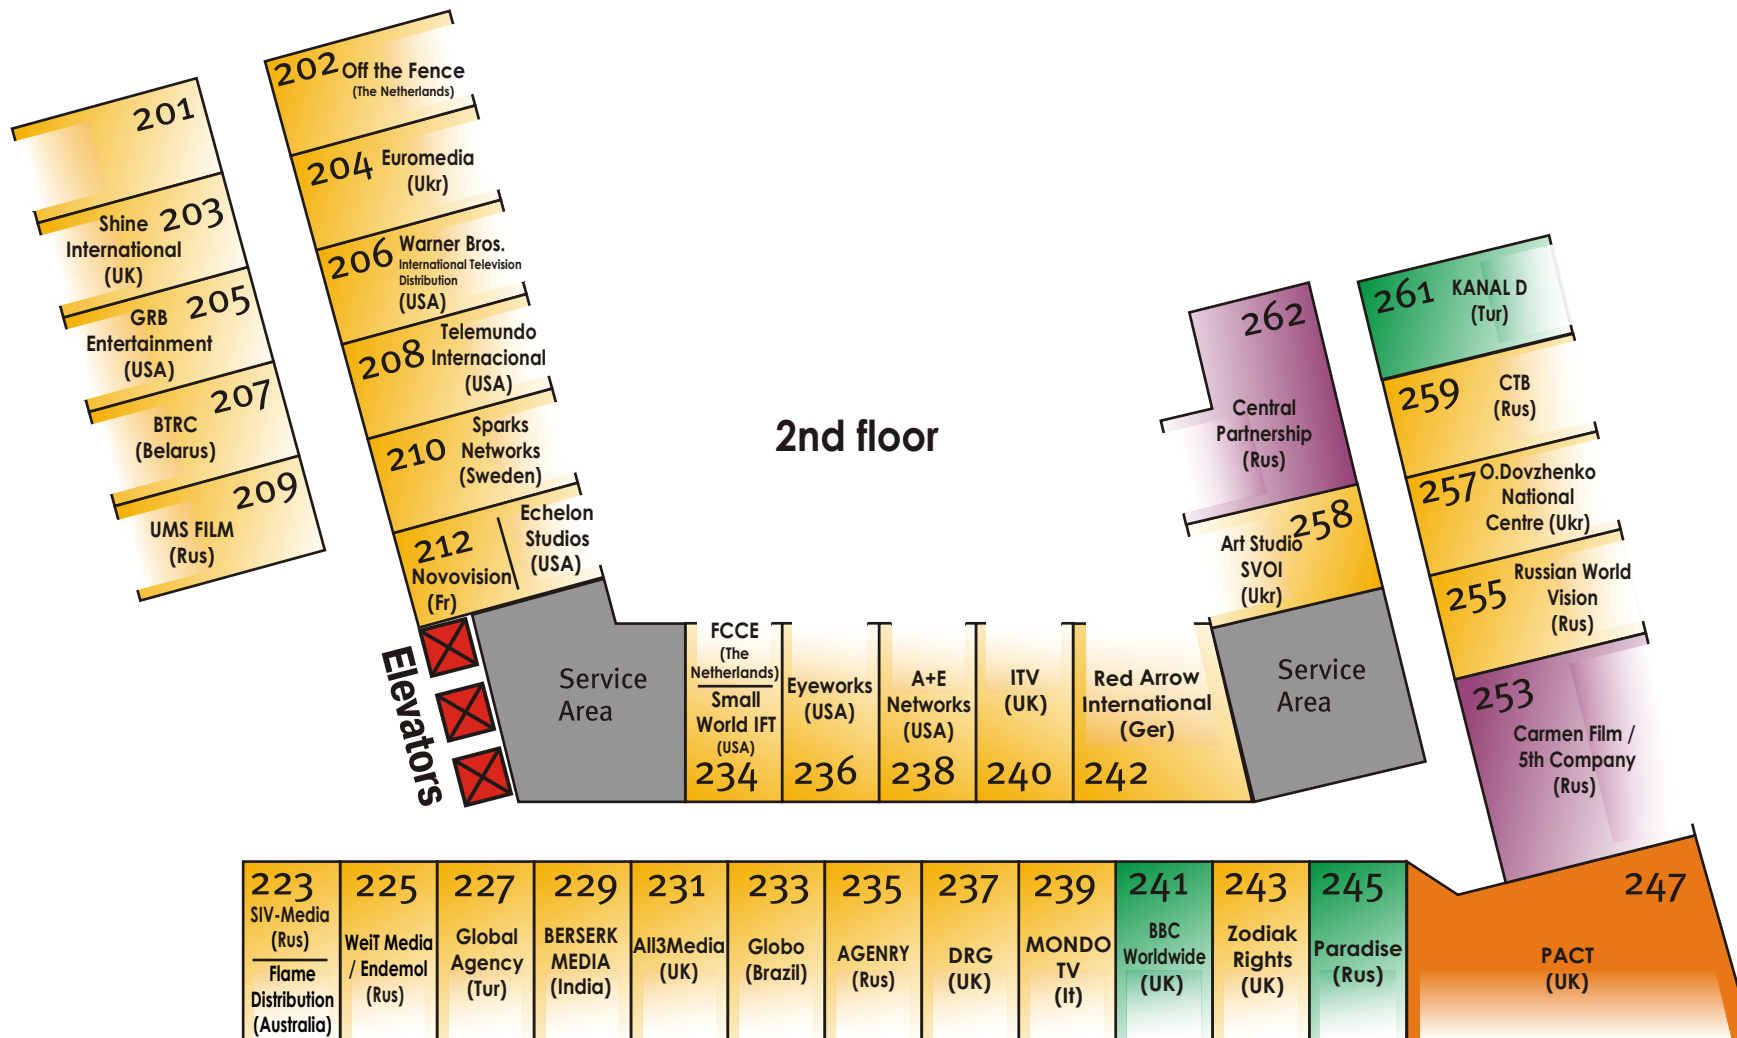 201
Shine 203
International
(UK)
GRB 205
Entertainment
(USA)
207
BTRC
(Belarus)
209
UMS FILM
(Rus)
202 Off the Fence
(The Netherlands)
204 Euromedia
(Ukr)
206 Warner Bros.
International Television
Distribution
(USA)
208 Telemundo
Internacional
(USA)
210 Sparks
Networks
(Sweden)
212
Novovision
(Fr)
Echelon
Studios
(USA)
Elevators
Service
Area
2nd floor
FCCE
(The
Netherlands)
Small
World IFT
(USA)
234
Eyeworks
(USA)
236
A+E
Networks
(USA)
238
ITV
(UK)
240
Red Arrow
International
(Ger)
242
262
Central
Partnership
(Rus)
258
Art Studio
SVOI
(Ukr)
Service
Area
261 KANAL D
(Tur)
259 CTB
(Rus)
257 O.Dovzhenko
National
Centre (Ukr)
255 Russian World
Vision
(Rus)
253
Carmen Film /
5th Company
(Rus)
223
SIV-Media
(Rus)
Flame
Distribution
(Australia)
225
WeiT Media
/ Endemol
(Rus)
227
Global
Agency
(Tur)
229
BERSERK
MEDIA
(India)
231
All3Media
(UK)
233
Globo
(Brazil)
235
AGENRY
(Rus)
237
DRG
(UK)
239
MONDO
TV
(It)
241
BBC
Worldwide
(UK)
243
Zodiak
Rights
(UK)
245
Paradise
(Rus)
247
PACT
(UK)